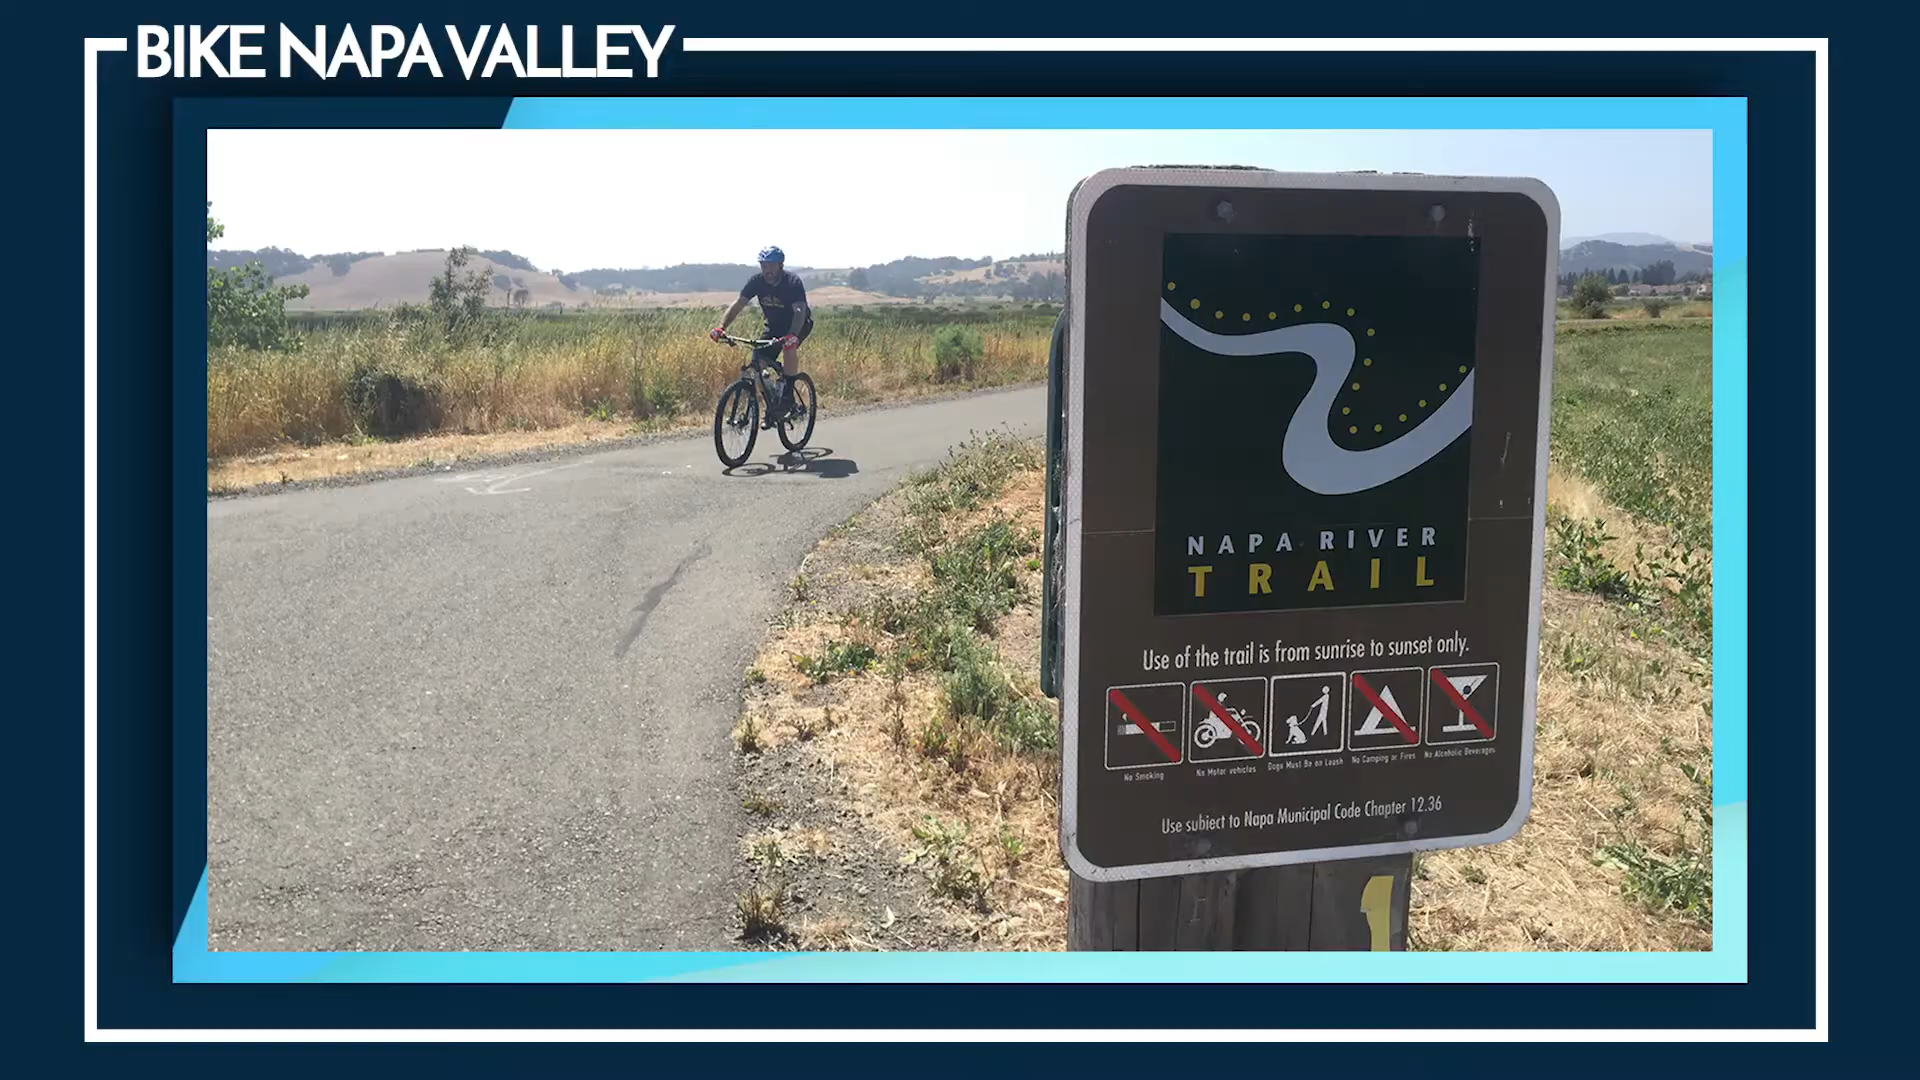 BIKE NAPA VALLEY
NAPA RIVER
TRAIL
Use of the trail is from sunrise to sunset only.
No Smoking
No Motor vehicles
Dogs Must Be on Leash
No Camping or Fires
No Alcoholic Beverages
Use subject to Napa Municipal Code Chapter 12.36
1